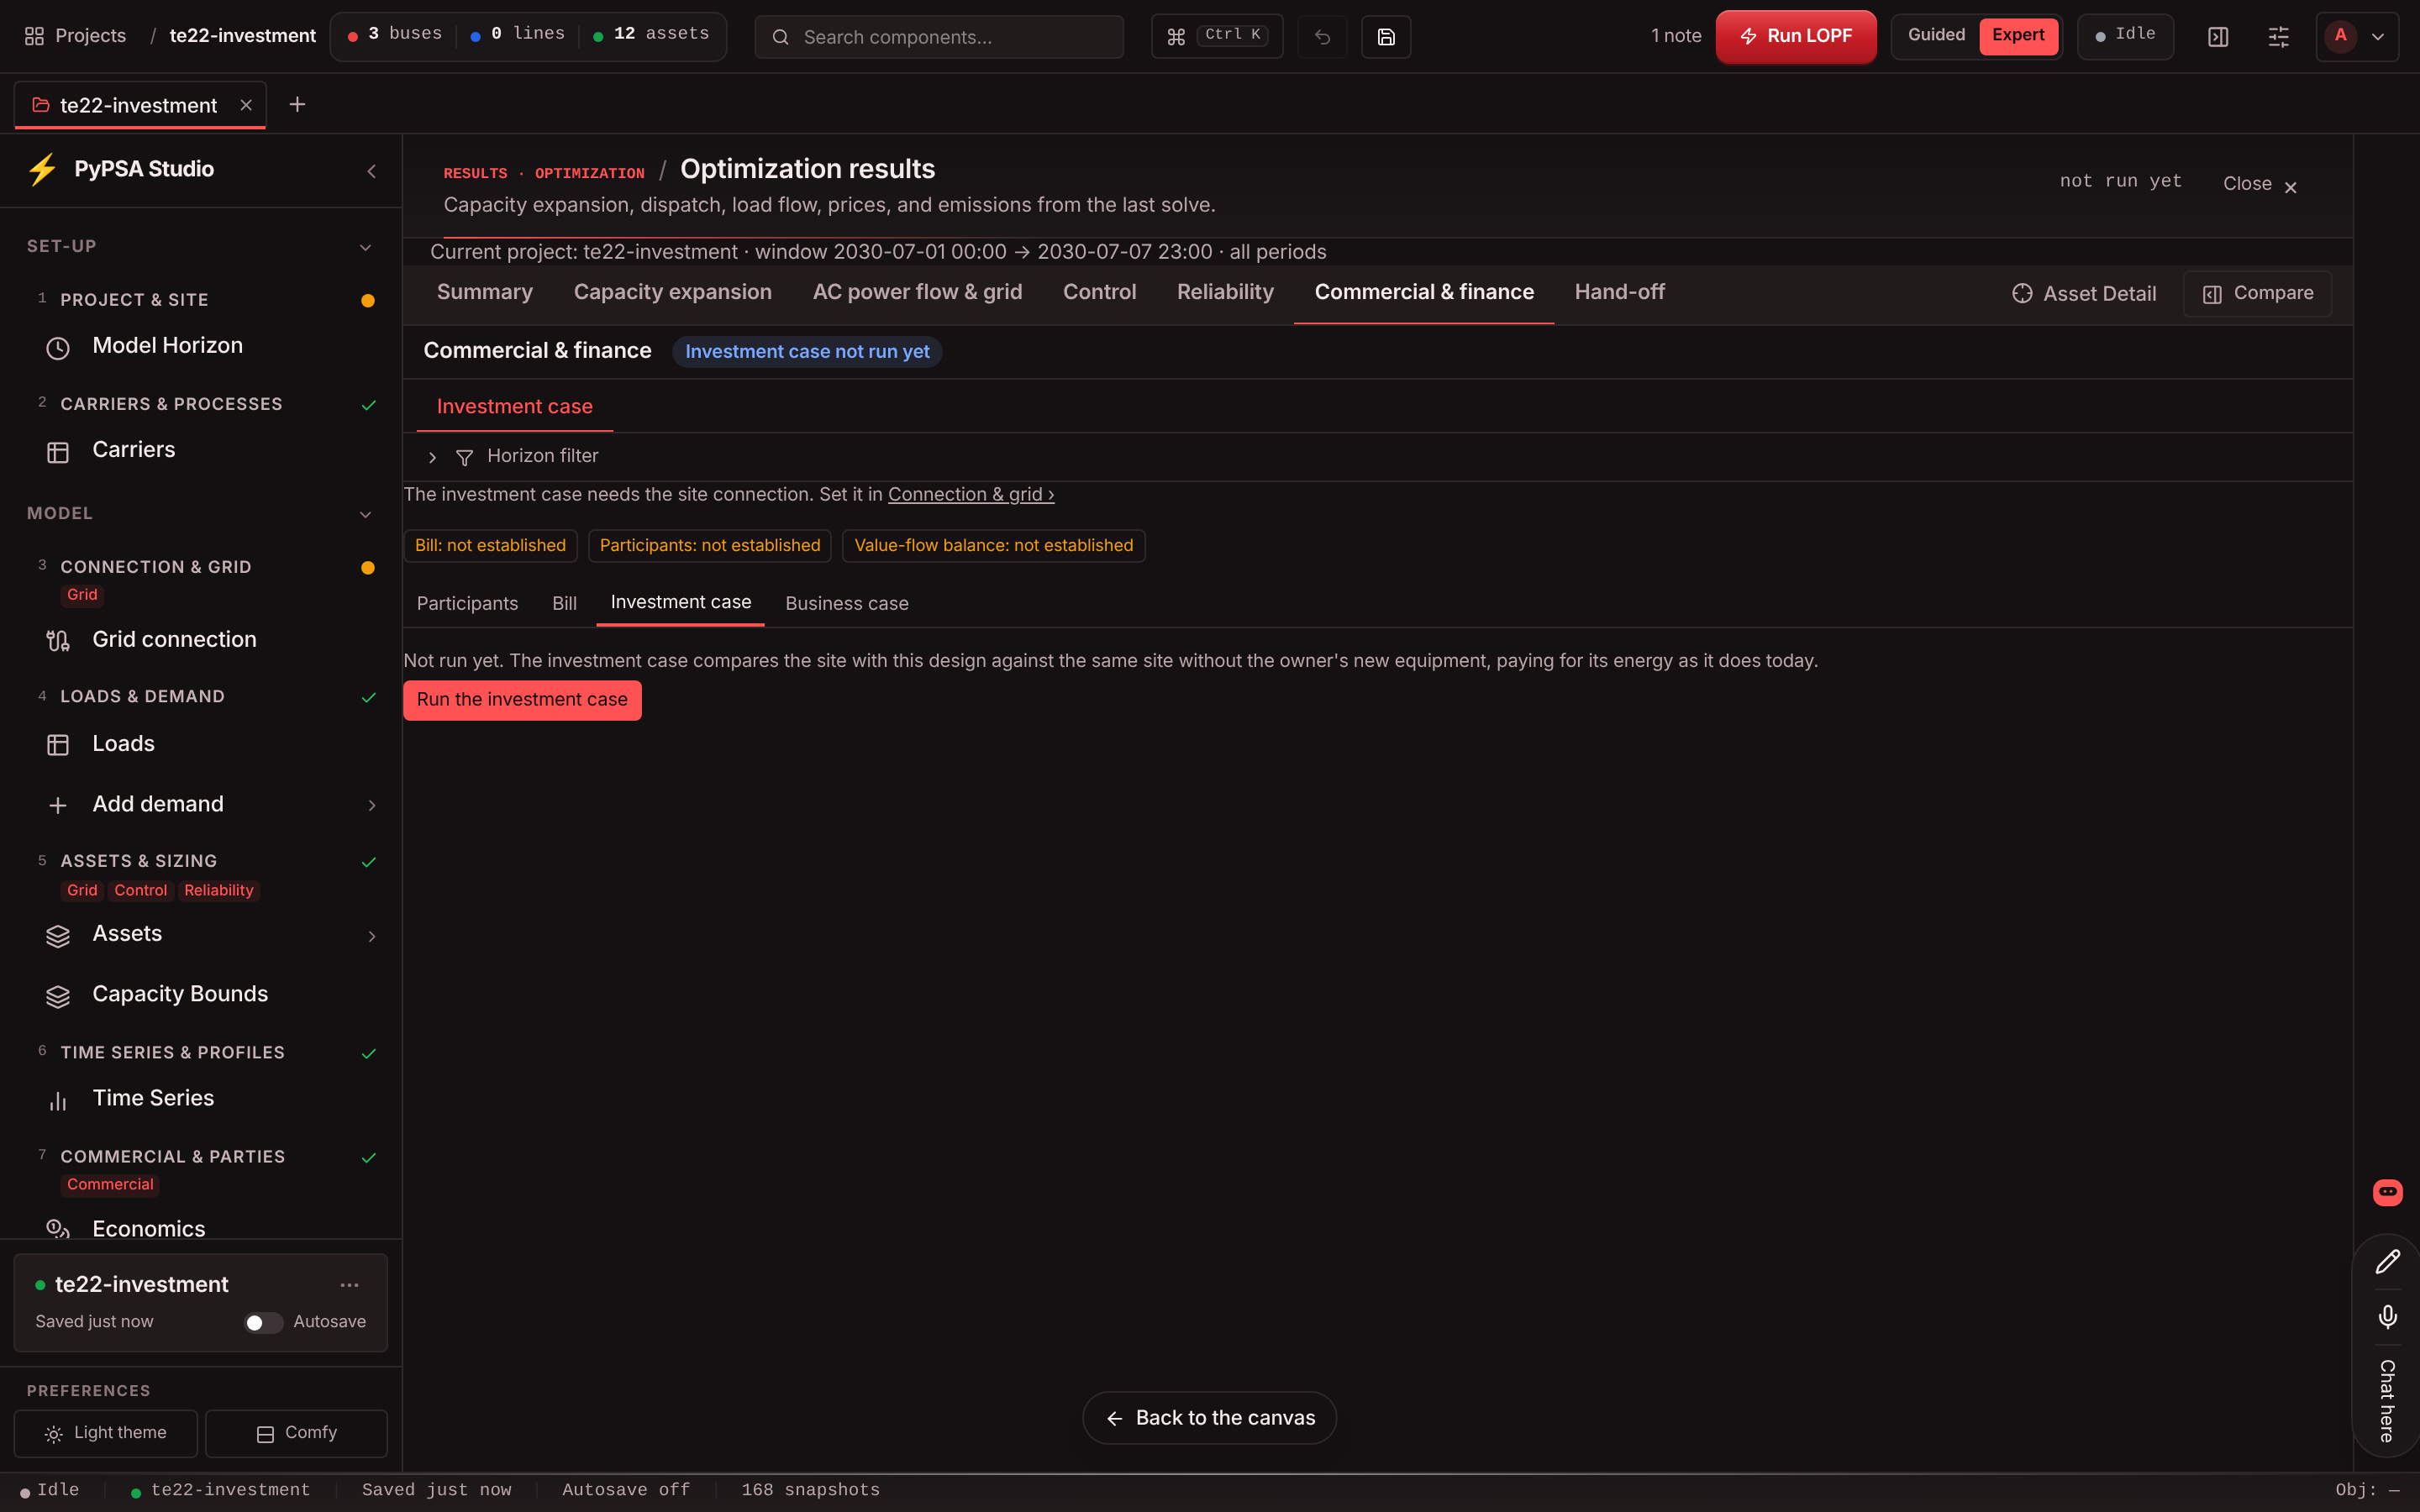 Projects / te22-investment 3 buses 0 lines 12 assets Search components... Ctrl K 1 note Run LOPF Guided Expert Idle A
te22-investment
PyPSA Studio
SET-UP
1 PROJECT & SITE
Model Horizon
2 CARRIERS & PROCESSES
Carriers
MODEL
3 CONNECTION & GRID
Grid
Grid connection
4 LOADS & DEMAND
Loads
Add demand
5 ASSETS & SIZING
Grid Control Reliability
Assets
Capacity Bounds
6 TIME SERIES & PROFILES
Time Series
7 COMMERCIAL & PARTIES
Commercial
Economics
te22-investment
Saved just now Autosave
PREFERENCES
Light theme Comfy
RESULTS · OPTIMIZATION / Optimization results
Capacity expansion, dispatch, load flow, prices, and emissions from the last solve.
not run yet Close
Current project: te22-investment · window 2030-07-01 00:00 → 2030-07-07 23:00 · all periods
Summary Capacity expansion AC power flow & grid Control Reliability Commercial & finance Hand-off Asset Detail Compare
Commercial & finance Investment case not run yet
Investment case
Horizon filter
The investment case needs the site connection. Set it in Connection & grid ›
Bill: not established Participants: not established Value-flow balance: not established
Participants Bill Investment case Business case
Not run yet. The investment case compares the site with this design against the same site without the owner's new equipment, paying for its energy as it does today.
Run the investment case
Back to the canvas
Chat here
Idle te22-investment Saved just now Autosave off 168 snapshots Obj: —